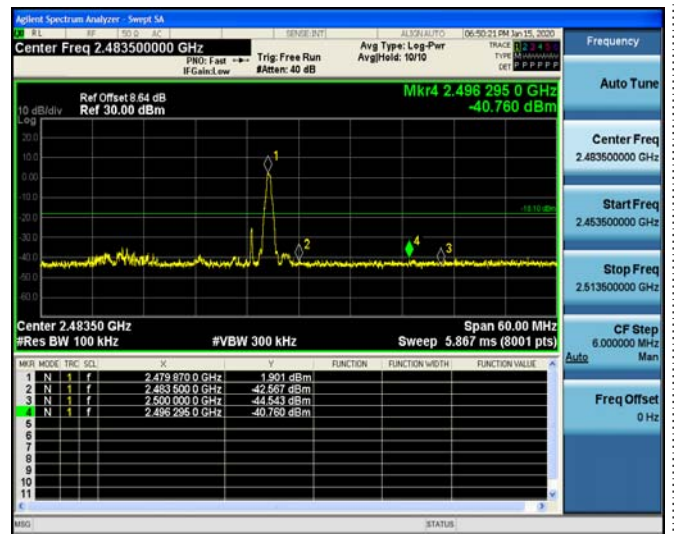 Agilent Spectrum Analyzer - Swept SA
RL RF 50 Ω AC SENSE:INT ALIGN AUTO 06:50:21 PM Jan 15, 2020
Center Freq 2.483500000 GHz
PNO: Fast Trig: Free Run
IFGain:Low #Atten: 40 dB
Avg Type: Log-Pwr
Avg|Hold: 10/10
TRACE 1 2 3 4 5 6
TYPE
DET P P P P P P
Ref Offset 8.64 dB
10 dB/div Ref 30.00 dBm
Log
Mkr4 2.496 295 0 GHz
-40.760 dBm
20.0
10.0
0.00
-10.0
-20.0
-30.0
-40.0
-50.0
-60.0
1
2
3
4
Center 2.48350 GHz Span 60.00 MHz
#Res BW 100 kHz #VBW 300 kHz Sweep 5.867 ms (8001 pts)
MKR MODE TRC SCL X Y FUNCTION FUNCTION WIDTH FUNCTION VALUE
1 N 1 f 2.479 870 0 GHz 1.901 dBm
2 N 1 f 2.483 500 0 GHz -42.567 dBm
3 N 1 f 2.500 000 0 GHz -44.543 dBm
4 N 1 f 2.496 295 0 GHz -40.760 dBm
5
6
7
8
9
10
11
MSG STATUS
Frequency
Auto Tune
Center Freq
2.483500000 GHz
Start Freq
2.453500000 GHz
Stop Freq
2.513500000 GHz
CF Step
6.000000 MHz
Auto Man
Freq Offset
0 Hz